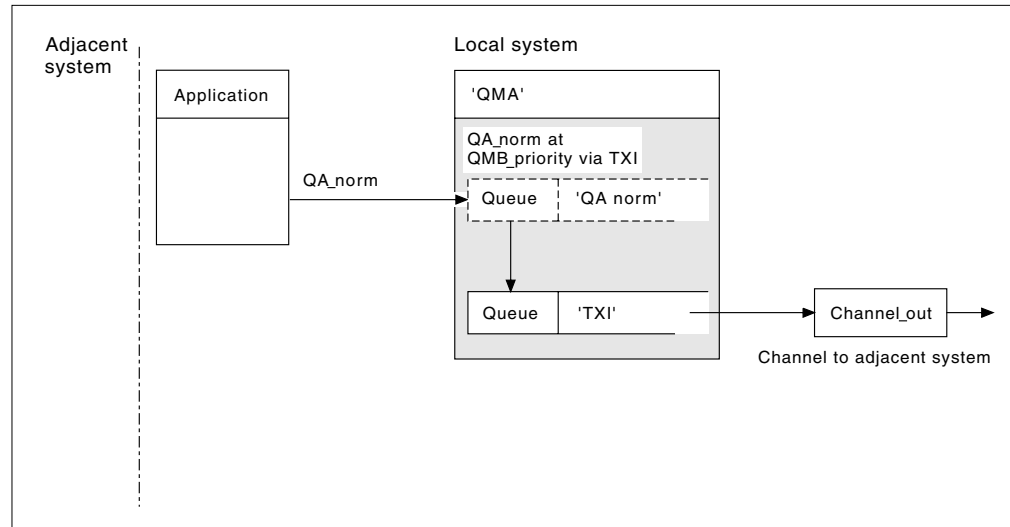 Adjacent
system
Local system
Application
'QMA'
QA_norm at
QMB_priority via TXI
QA_norm
Queue
'QA norm'
Queue
'TXI'
Channel_out
Channel to adjacent system